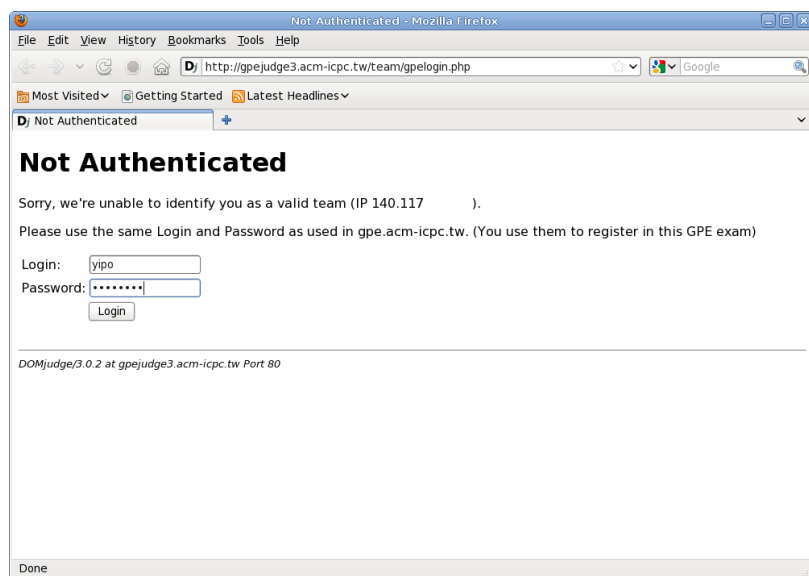 Not Authenticated - Mozilla Firefox
File Edit View History Bookmarks Tools Help
Dj http://gpejudge3.acm-icpc.tw/team/gpelogin.php Google
Most Visited Getting Started Latest Headlines
Dj Not Authenticated
Not Authenticated
Sorry, we're unable to identify you as a valid team (IP 140.117 ).
Please use the same Login and Password as used in gpe.acm-icpc.tw. (You use them to register in this GPE exam)
Login: yipo
Password: ••••••••
Login
DOMjudge/3.0.2 at gpejudge3.acm-icpc.tw Port 80
Done